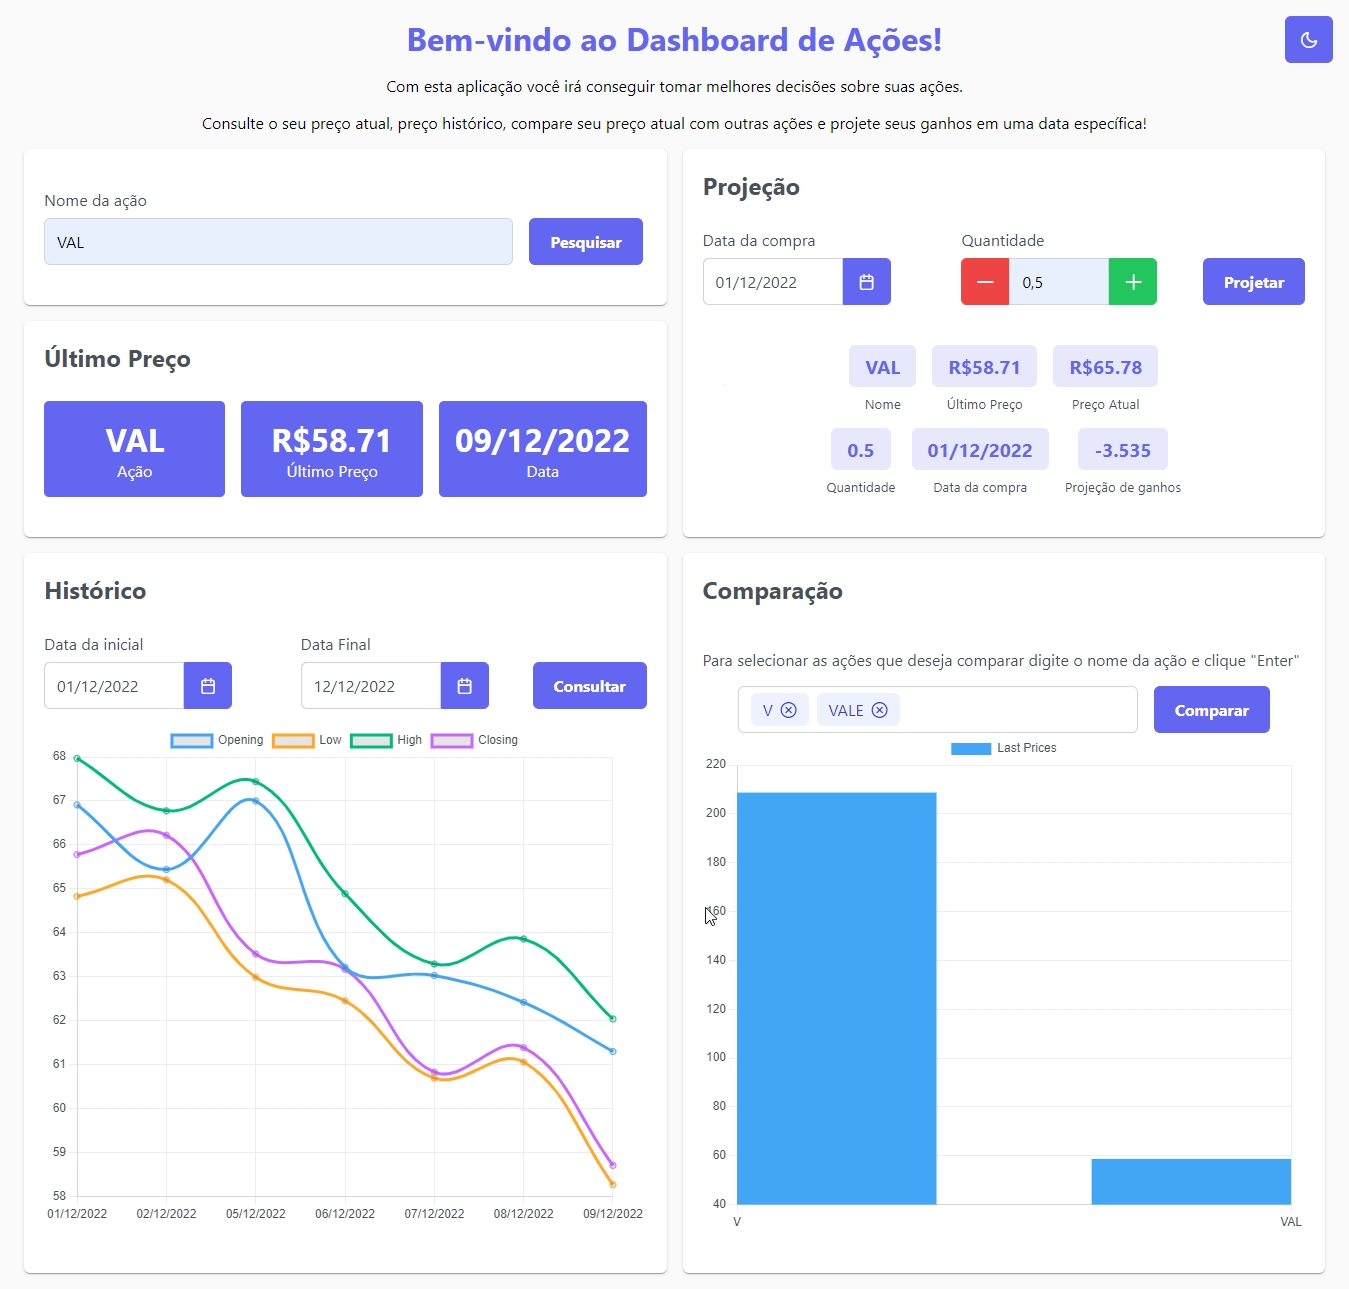 Bem-vindo ao Dashboard de Ações!
Com esta aplicação você irá conseguir tomar melhores decisões sobre suas ações.
Consulte o seu preço atual, preço histórico, compare seu preço atual com outras ações e projete seus ganhos em uma data específica!
Nome da ação
VAL
Pesquisar
Último Preço
VAL
Ação
R$58.71
Último Preço
09/12/2022
Data
Projeção
Data da compra
Quantidade
01/12/2022
0,5
Projetar
VAL
R$58.71
R$65.78
Nome
Último Preço
Preço Atual
0.5
01/12/2022
-3.535
Quantidade
Data da compra
Projeção de ganhos
Histórico
Data da inicial
Data Final
01/12/2022
12/12/2022
Consultar
Opening
Low
High
Closing
68
67
66
65
64
63
62
61
60
59
58
01/12/2022
02/12/2022
05/12/2022
06/12/2022
07/12/2022
08/12/2022
09/12/2022
Comparação
Para selecionar as ações que deseja comparar digite o nome da ação e clique "Enter"
V
VALE
Comparar
Last Prices
220
200
180
160
140
120
100
80
60
40
V
VAL